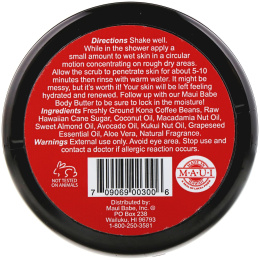 Directions Shake well.
While in the shower apply a
small amount to wet skin in a circular
motion concentrating on rough dry areas.
Allow the scrub to penetrate skin for about 5-10
minutes then rinse with warm water. It might be
messy, but it's worth it! Your skin will be left feeling
hydrated and renewed. Follow up with our Maui Babe
Body Butter to be sure to lock in the moisture!
Ingredients Freshly Ground Kona Coffee Beans, Raw
Hawaiian Cane Sugar, Coconut Oil, Macadamia Nut Oil,
Sweet Almond Oil, Avocado Oil, Kukui Nut Oil, Grapeseed
Essential Oil, Aloe Vera, Natural Fragrance.
Warnings External use only. Avoid eye area. Stop use and
contact a doctor if allergic reaction occurs.
NOT TESTED
ON ANIMALS
MAUI
7 09069 00300 6
Distributed by:
Maui Babe, Inc. ®
PO Box 236
Wailuku, HI 96793
1-800-250-3581